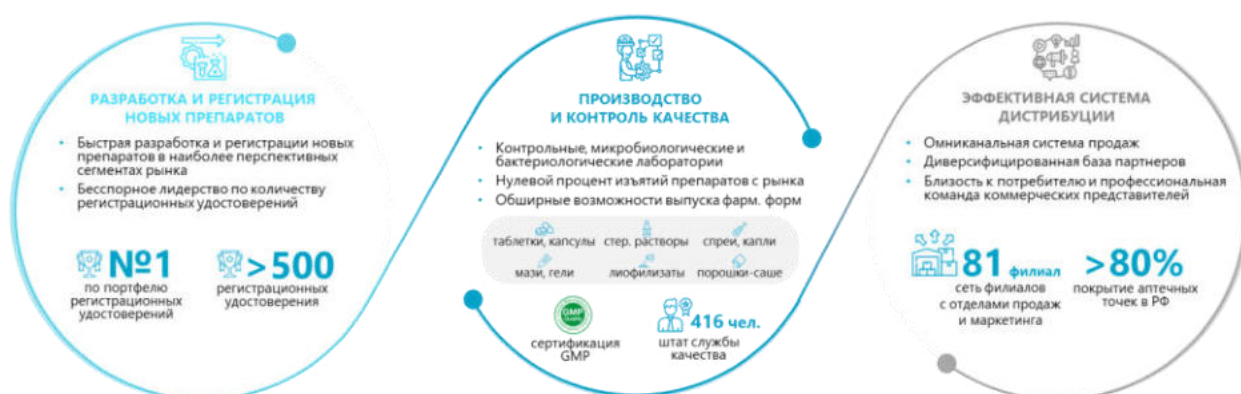 РАЗРАБОТКА И РЕГИСТРАЦИЯ
НОВЫХ ПРЕПАРАТОВ
• Быстрая разработка и регистрации новых
препаратов в наиболее перспективных
сегментах рынка
• Бесспорное лидерство по количеству
регистрационных удостоверений
№1
по портфелю
регистрационных
удостоверений
>500
регистрационных
удостоверения
ПРОИЗВОДСТВО
И КОНТРОЛЬ КАЧЕСТВА
• Контрольные, микробиологические и
бактериологические лаборатории
• Нулевой процент изъятий препаратов с рынка
• Обширные возможности выпуска фарм. форм
таблетки, капсулы
стер. растворы
спреи, капли
мази, гели
лиофилизаты
порошки-саше
GMP
сертификация
GMP
416 чел.
штат службы
качества
ЭФФЕКТИВНАЯ СИСТЕМА
ДИСТРИБУЦИИ
• Омниканальная система продаж
• Диверсифицированная база партнеров
• Близость к потребителю и профессиональная
команда коммерческих представителей
81 филиал
сеть филиалов
с отделами продаж
и маркетинга
>80%
покрытие аптечных
точек в РФ